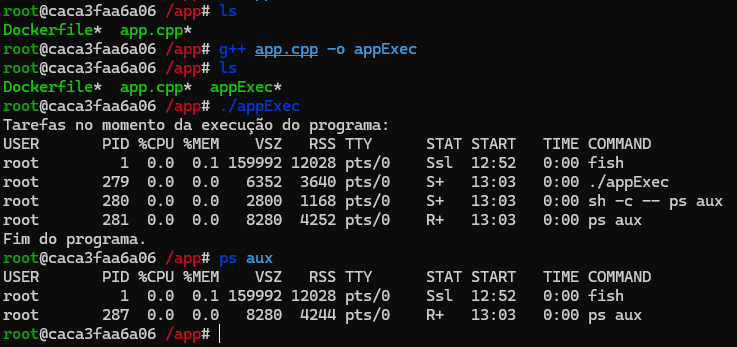 root@caca3faa6a06 /app# ls
Dockerfile*  app.cpp*
root@caca3faa6a06 /app# g++ app.cpp -o appExec
root@caca3faa6a06 /app# ls
Dockerfile*  app.cpp*  appExec*
root@caca3faa6a06 /app# ./appExec
Tarefas no momento da execução do programa:
USER       PID %CPU %MEM    VSZ   RSS TTY      STAT START   TIME COMMAND
root         1  0.0  0.1 159992 12028 pts/0    Ssl  12:52   0:00 fish
root       279  0.0  0.0   6352  3640 pts/0    S+   13:03   0:00 ./appExec
root       280  0.0  0.0   2800  1168 pts/0    S+   13:03   0:00 sh -c -- ps aux
root       281  0.0  0.0   8280  4252 pts/0    R+   13:03   0:00 ps aux
Fim do programa.
root@caca3faa6a06 /app# ps aux
USER       PID %CPU %MEM    VSZ   RSS TTY      STAT START   TIME COMMAND
root         1  0.0  0.1 159992 12028 pts/0    Ssl  12:52   0:00 fish
root       287  0.0  0.0   8280  4244 pts/0    R+   13:03   0:00 ps aux
root@caca3faa6a06 /app#